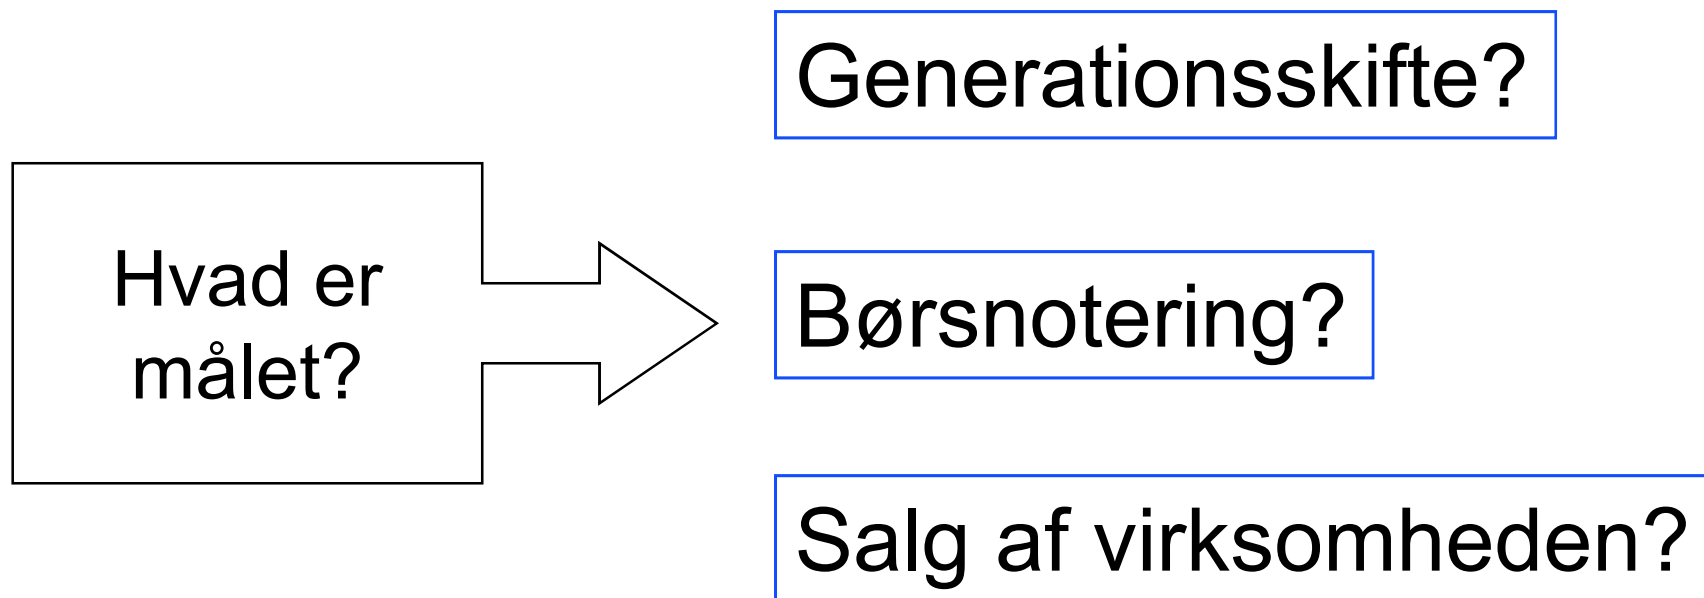 Hvad er
målet?
Generationsskifte?
Børsnotering?
Salg af virksomheden?